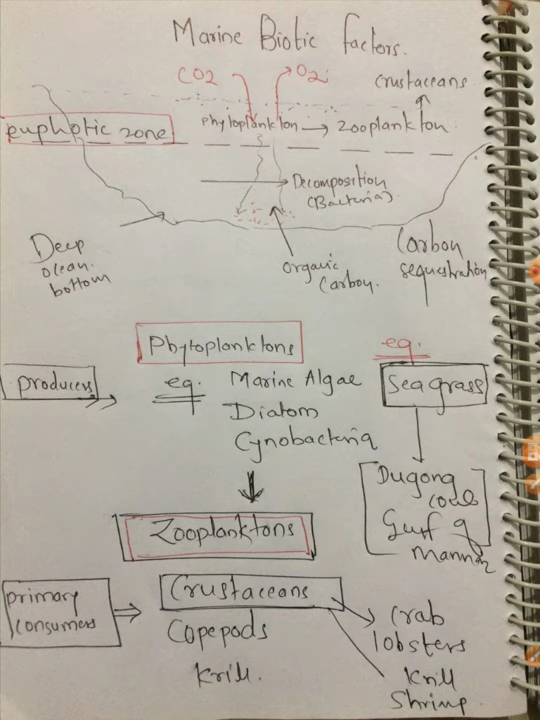 Marine Biotic factors.
CO2
O2
Crustaceans
euphotic zone
phytoplankton → Zooplankton
Decomposition
(Bacteria)
Deep
ocean
bottom
organic
Carbon.
Carbon
sequestration
Phytoplanktons
eg.
producers
eg.
Marine Algae
Diatom
Cynobacteria
Sea grass
Dugong
Gurf of
Mannar
Zooplanktons
primary
consumers
Crustaceans
Copepods
Krill.
Crab
lobsters
Krill
Shrimp